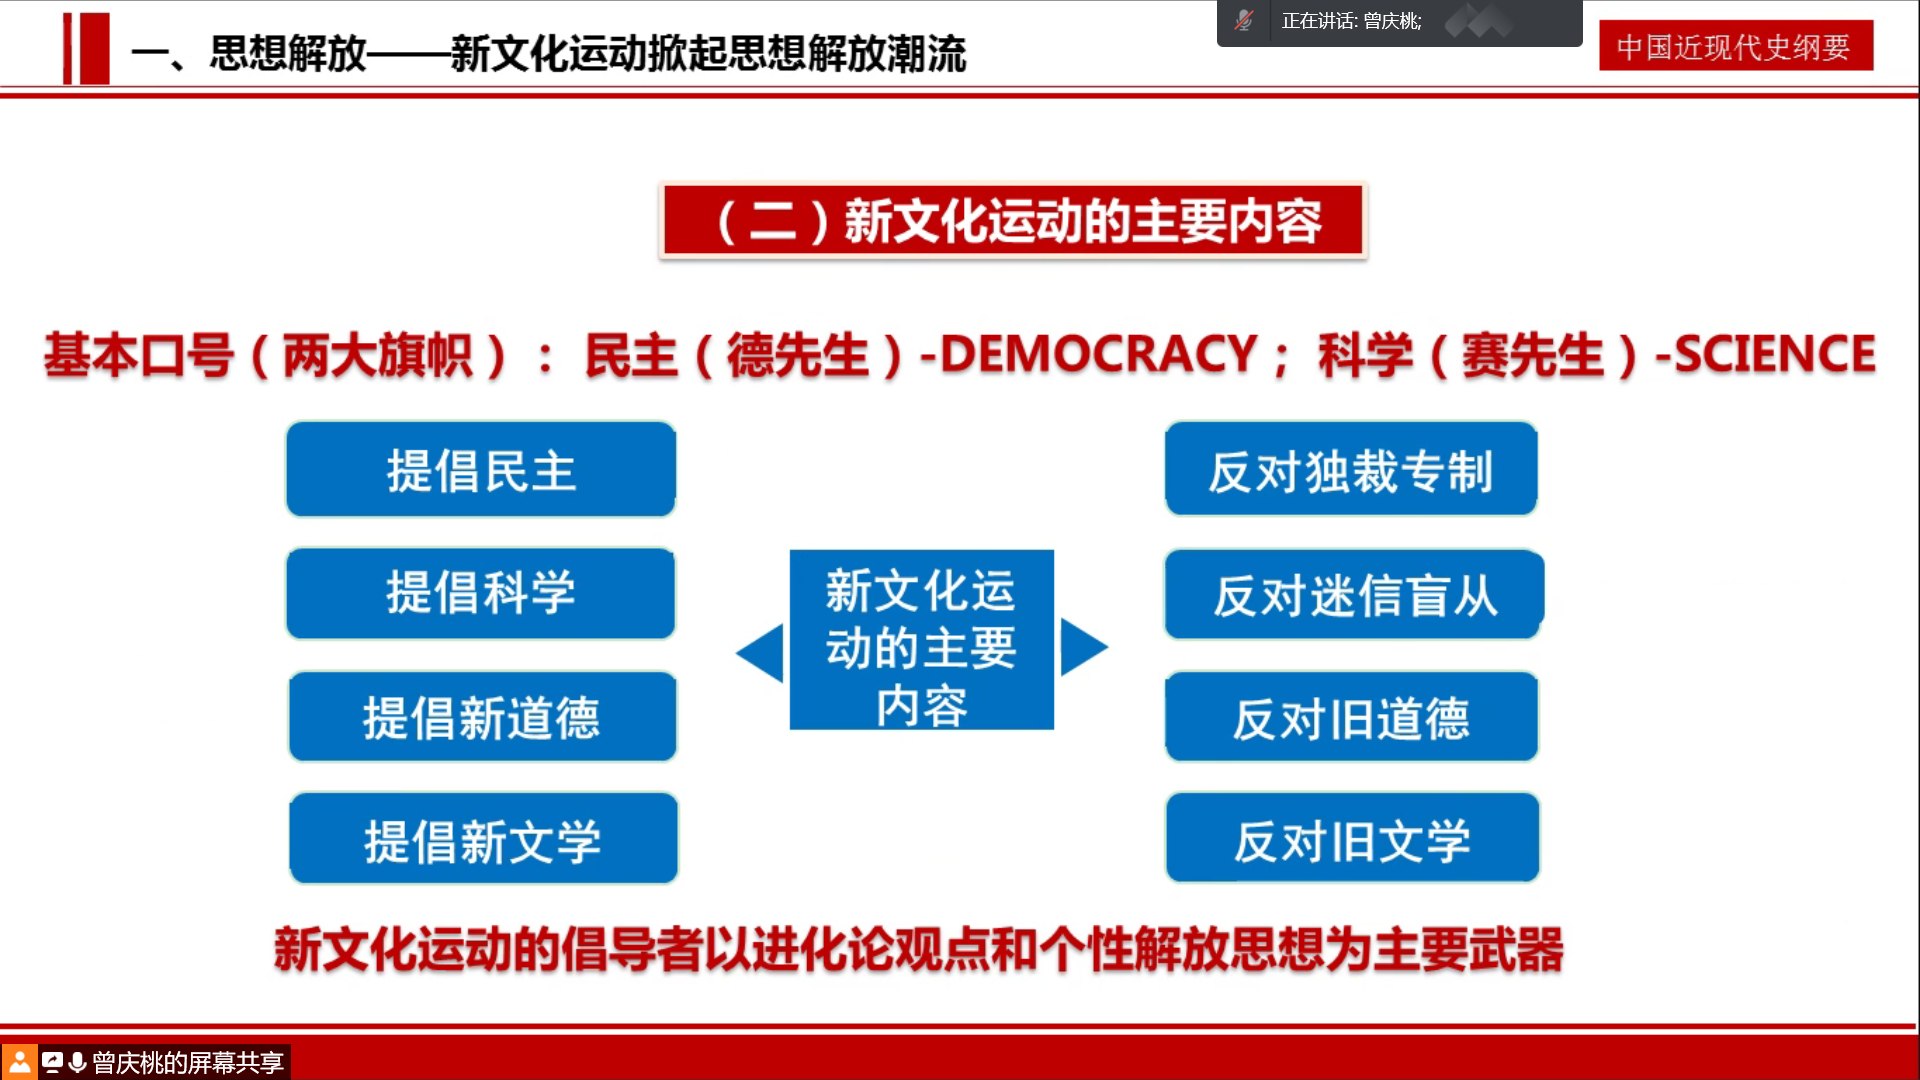 正在讲话: 曾庆桃;
一、思想解放——新文化运动掀起思想解放潮流
中国近现代史纲要
（二）新文化运动的主要内容
基本口号（两大旗帜）：民主（德先生）-DEMOCRACY；科学（赛先生）-SCIENCE
提倡民主
反对独裁专制
提倡科学
反对迷信盲从
新文化运
动的主要
内容
提倡新道德
反对旧道德
提倡新文学
反对旧文学
新文化运动的倡导者以进化论观点和个性解放思想为主要武器
曾庆桃的屏幕共享